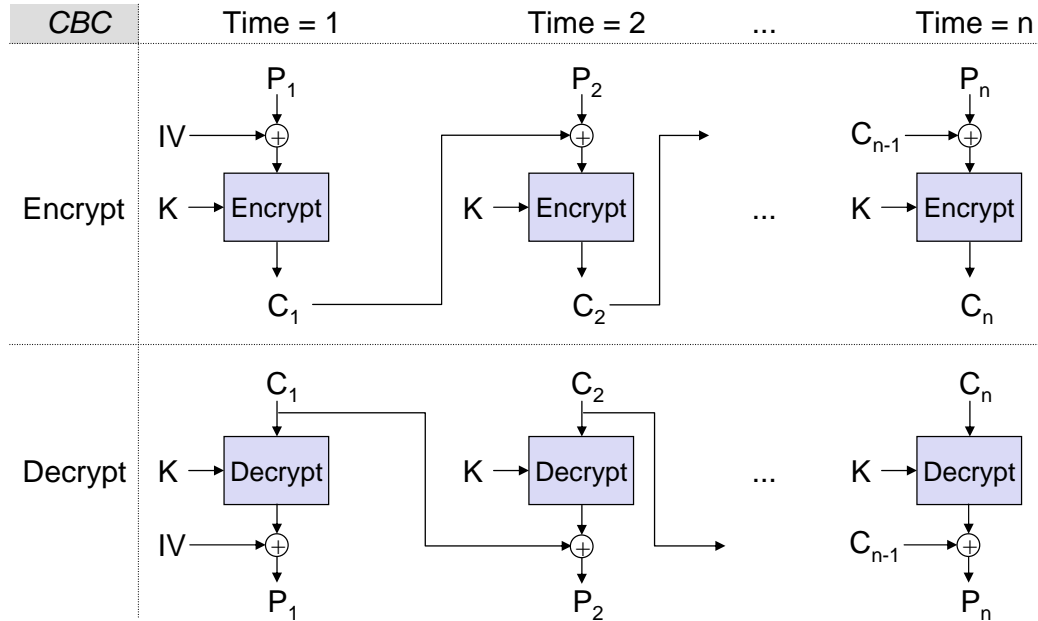 CBC Time = 1 Time = 2 ... Time = n
P₁ P₂ Pₙ
IV Cₙ₋₁
Encrypt K Encrypt K Encrypt ... K Encrypt
C₁ C₂ Cₙ
C₁ C₂ Cₙ
Decrypt K Decrypt K Decrypt ... K Decrypt
IV Cₙ₋₁
P₁ P₂ Pₙ